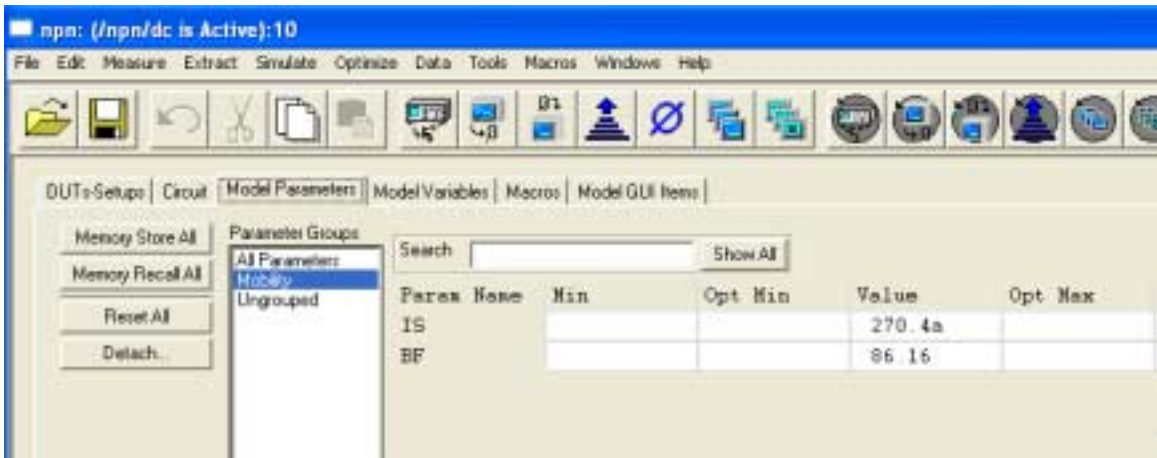 npn: (/npn/dc is Active):10
File Edit Measure Extract Simulate Optimize Data Tools Macros Windows Help
DUTs-Setups Circuit Model Parameters Model Variables Macros Model GUI Items
Memory Store All
Memory Recall All
Reset All
Detach...
Parameter Groups
All Parameters
Mobility
Ungrouped
Search Show All
Param Name Min Opt Min Value Opt Max
IS 270.4a
BF 86.16